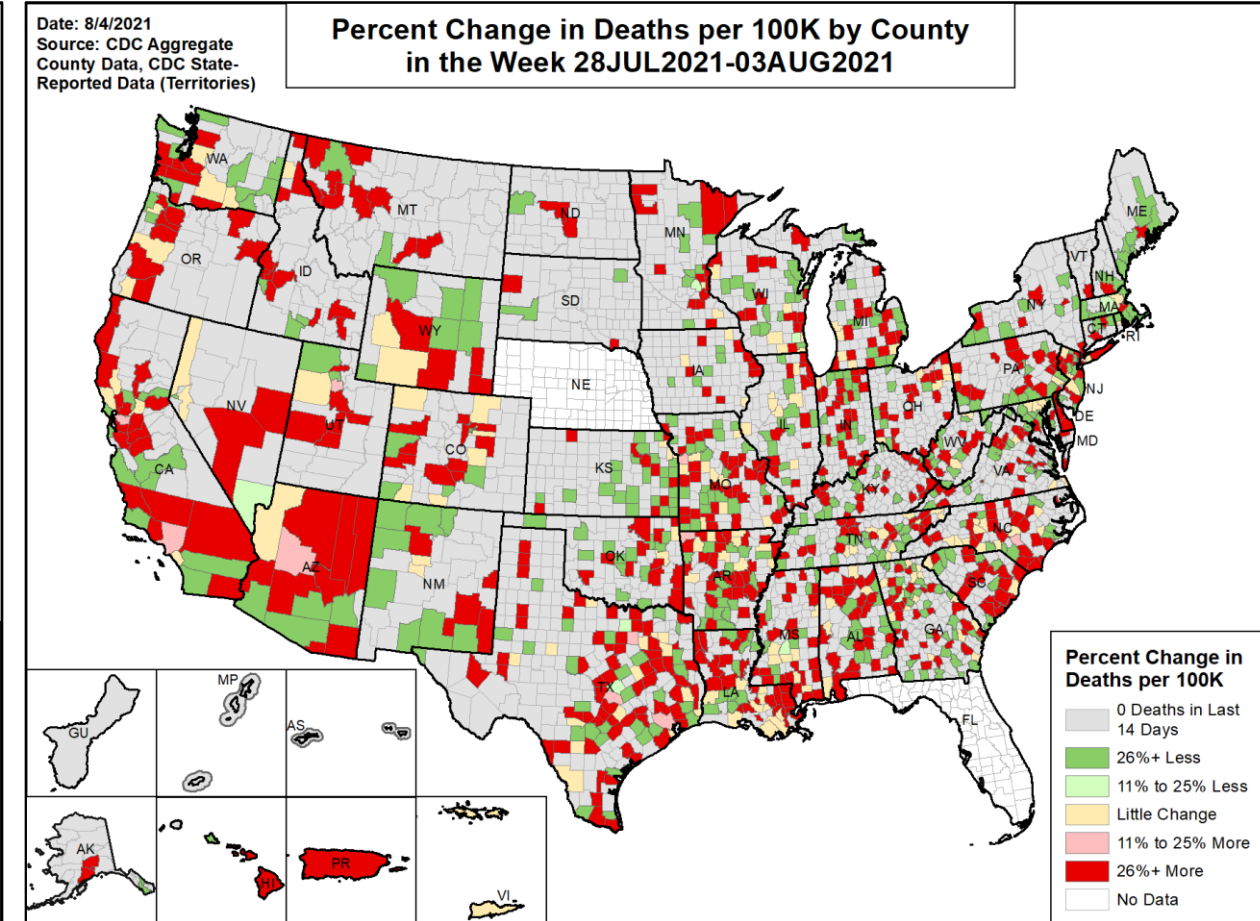 Date: 8/4/2021
Source: CDC Aggregate
County Data, CDC State-
Reported Data (Territories)
Percent Change in Deaths per 100K by County
in the Week 28JUL2021-03AUG2021
WA
MT
ND
MN
ME
OR
ID
SD
WI
MI
VT
NH
NY
MA
CT
RI
WY
NE
IA
PA
NJ
NV
UT
CO
IL
IN
OH
DE
MD
WV
VA
CA
KS
MO
KY
AZ
NM
OK
AR
TN
NC
SC
TX
LA
MS
AL
GA
FL
GU
MP
AS
AK
HI
PR
VI
Percent Change in
Deaths per 100K
0 Deaths in Last
14 Days
26%+ Less
11% to 25% Less
Little Change
11% to 25% More
26%+ More
No Data